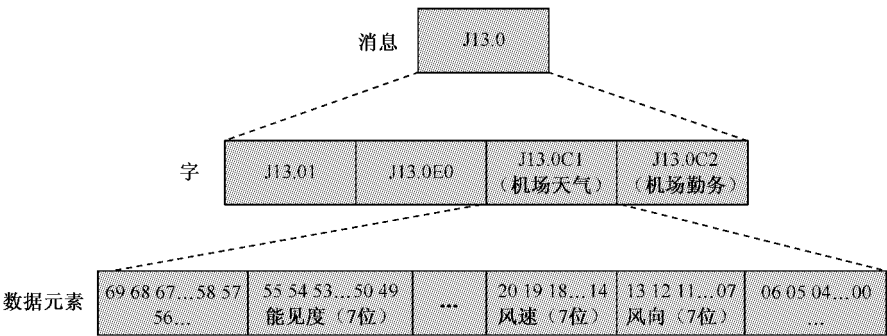 消息
J13.0
字
J13.01
J13.0E0
J13.0C1
（机场天气）
J13.0C2
（机场勤务）
数据元素
69 68 67…58 57
56…
55 54 53…50 49
能见度（7位）
…
20 19 18…14
风速（7位）
13 12 11…07
风向（7位）
06 05 04…00
…